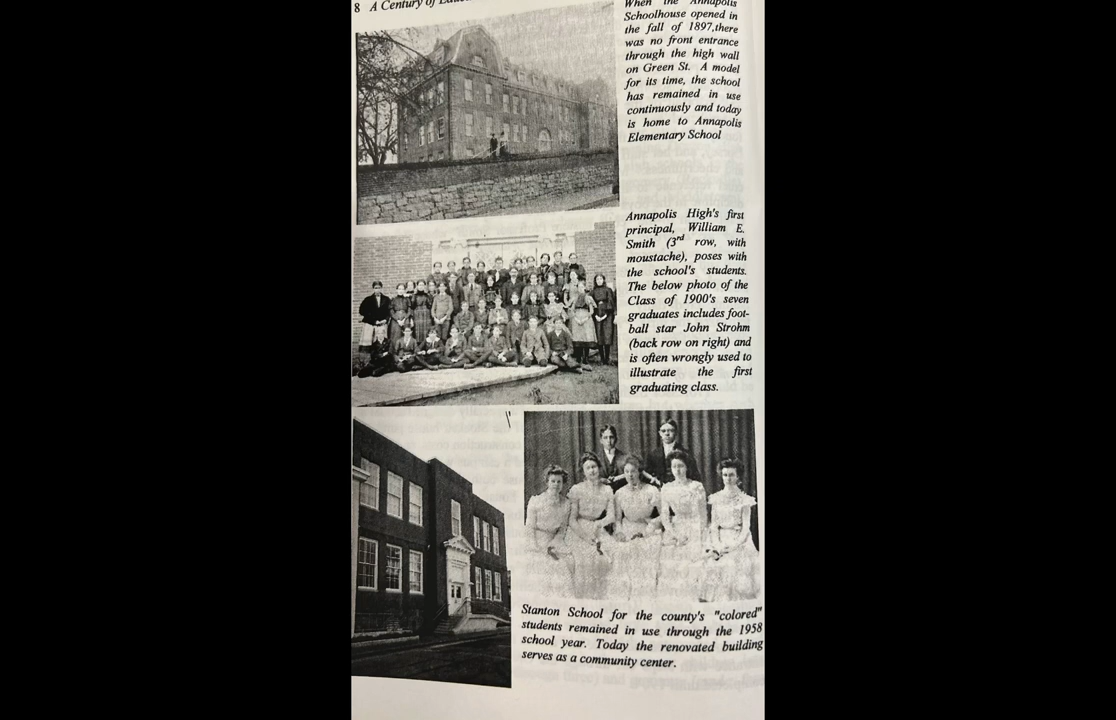 8 A Century of
When the Annapolis
Schoolhouse opened in
the fall of 1897,there
was no front entrance
through the high wall
on Green St. A model
for its time, the school
has remained in use
continuously and today
is home to Annapolis
Elementary School
Annapolis High's first
principal, William E.
Smith (3rd row, with
moustache), poses with
the school's students.
The below photo of the
Class of 1900's seven
graduates includes foot-
ball star John Strohm
(back row on right) and
is often wrongly used to
illustrate the first
graduating class.
Stanton School for the county's "colored"
students remained in use through the 1958
school year. Today the renovated building
serves as a community center.